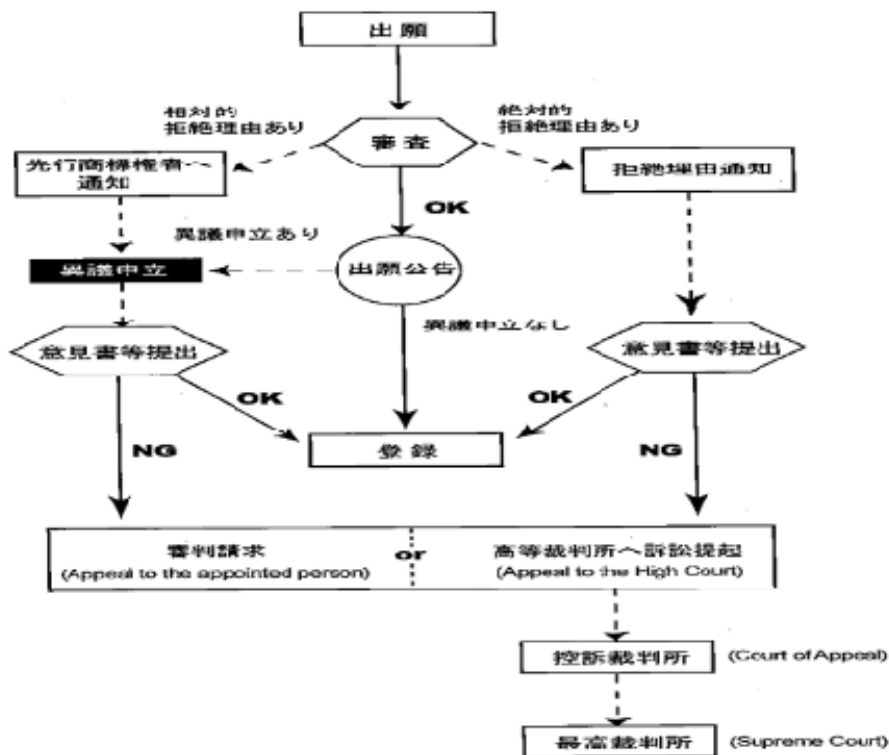 出願
相対的
拒絶理由あり
絶対的
拒絶理由あり
審査
先行商標権者へ
通知
拒絶理由通知
OK
異議申立あり
異議申立
出願公告
異議申立なし
意見書等提出
意見書等提出
OK
OK
登録
NG
NG
審判請求
(Appeal to the appointed person)
or
高等裁判所へ訴訟提起
(Appeal to the High Court)
控訴裁判所
(Court of Appeal)
最高裁判所
(Supreme Court)